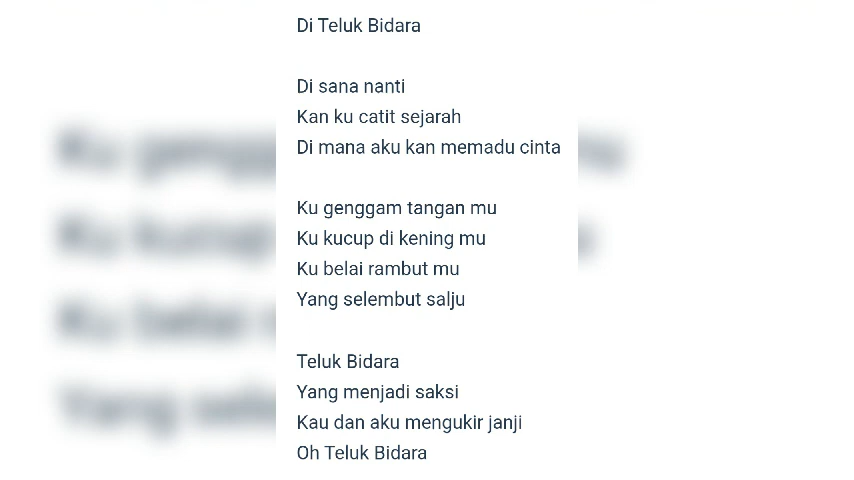 Di Teluk Bidara
Di sana nanti
Kan ku catit sejarah
Di mana aku kan memadu cinta
Ku genggam tangan mu
Ku kucup di kening mu
Ku belai rambut mu
Yang selembut salju
Teluk Bidara
Yang menjadi saksi
Kau dan aku mengukir janji
Oh Teluk Bidara